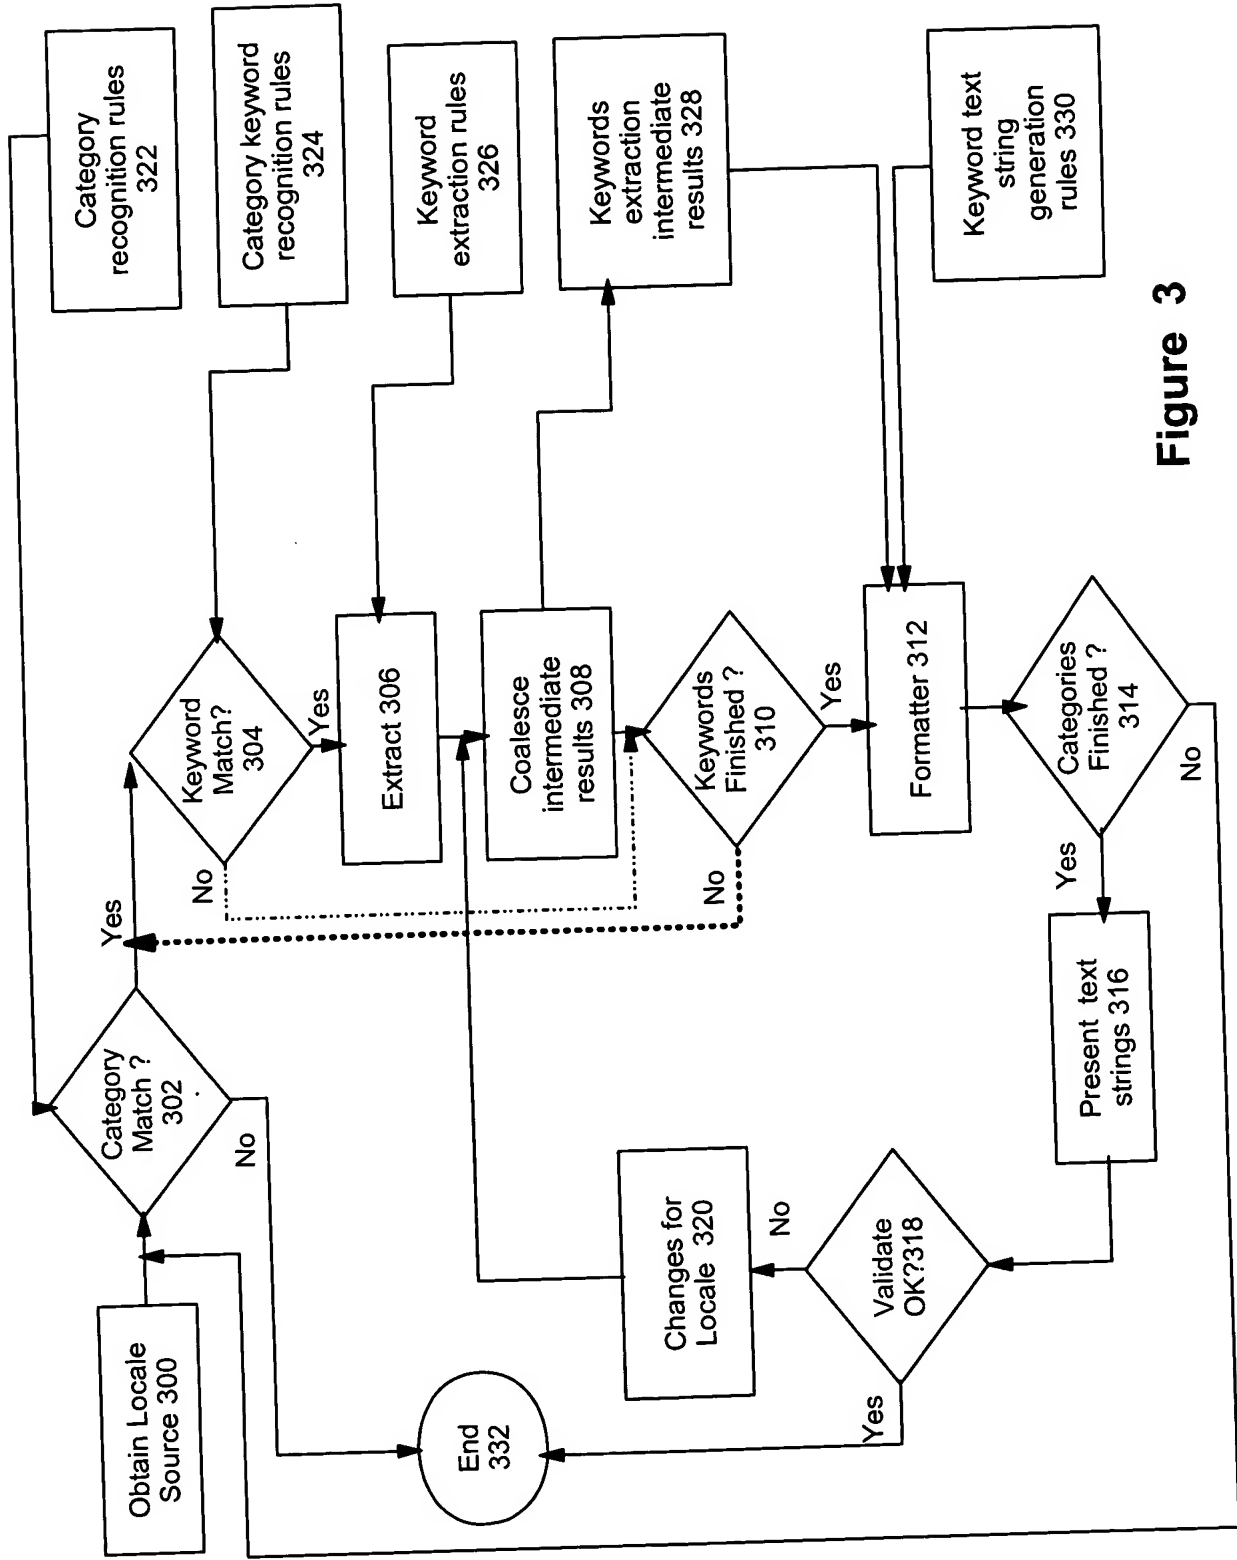 Obtain Locale
Source 300
Category
Match ?
302
Yes
No
Keyword
Match?
304
Yes
No
Extract 306
Coalesce
intermediate
results 308
Keywords
Finished ?
310
Yes
No
Formatter 312
Categories
Finished ?
314
Yes
No
Present text
strings 316
Validate
OK?318
Yes
No
Changes for
Locale 320
End
332
Category
recognition rules
322
Category keyword
recognition rules
324
Keyword
extraction rules
326
Keywords
extraction
intermediate
results 328
Keyword text
string
generation
rules 330
Figure 3